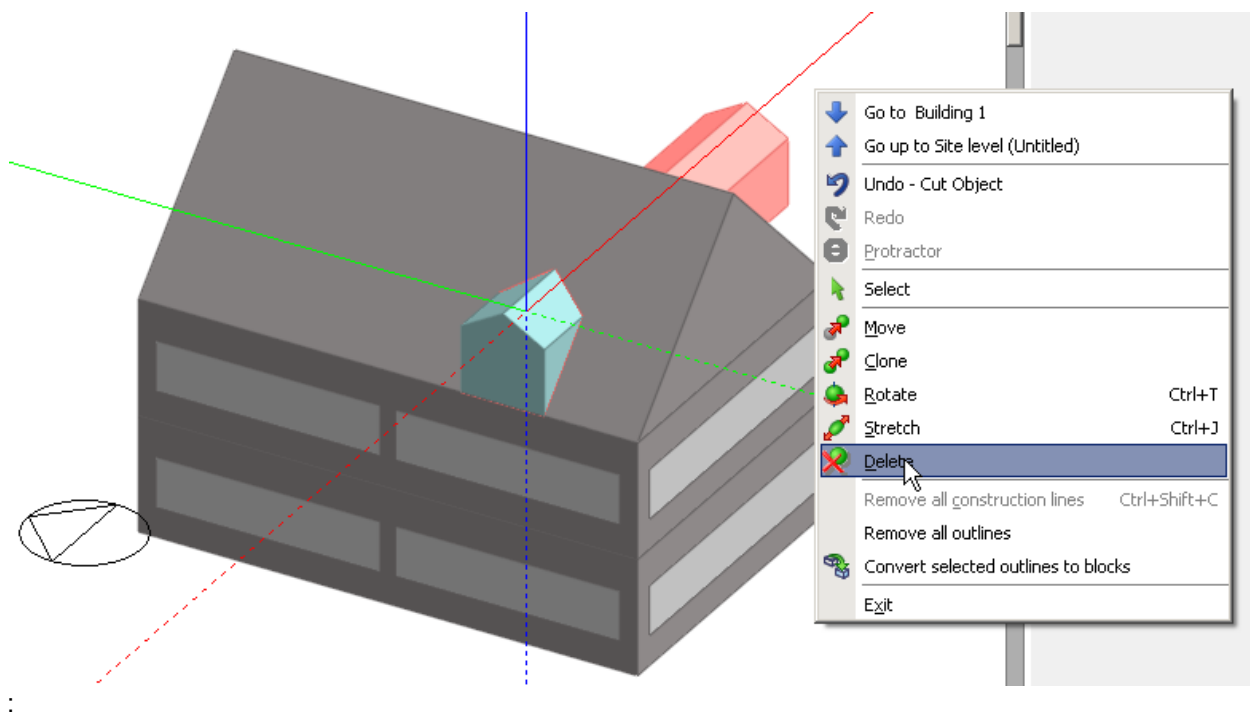 Go to Building 1
Go up to Site level (Untitled)
Undo - Cut Object
Redo
Protractor
Select
Move
Clone
Rotate Ctrl+T
Stretch Ctrl+J
Delete
Remove all construction lines Ctrl+Shift+C
Remove all outlines
Convert selected outlines to blocks
Exit
: